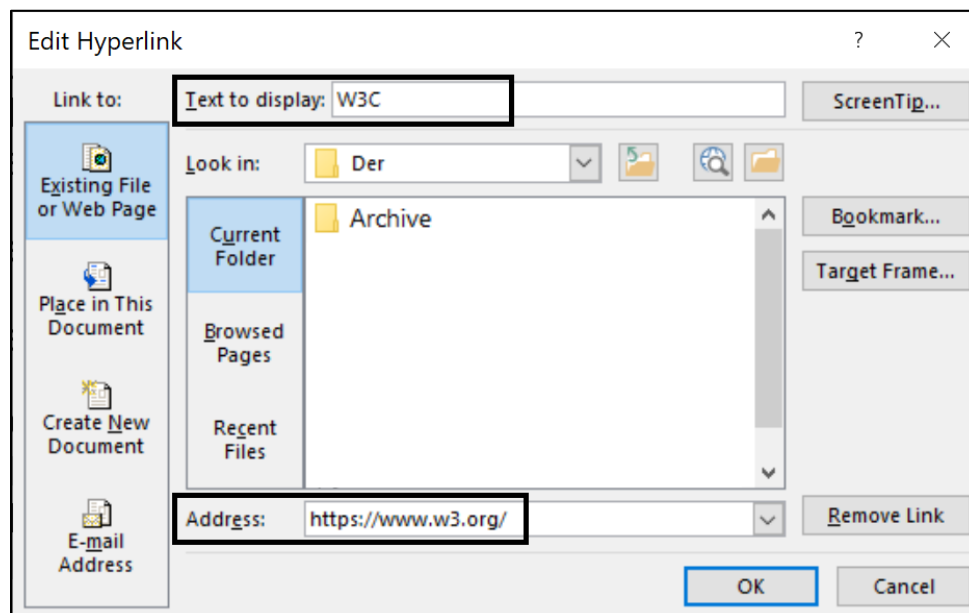 Edit Hyperlink
?
Link to:
Text to display: W3C
ScreenTip...
Existing File
or Web Page
Look in:
Der
Current
Folder
Archive
Bookmark...
Target Frame...
Place in This
Document
Browsed
Pages
Create New
Document
Recent
Files
Address:
https://www.w3.org/
Remove Link
E-mail
Address
OK
Cancel